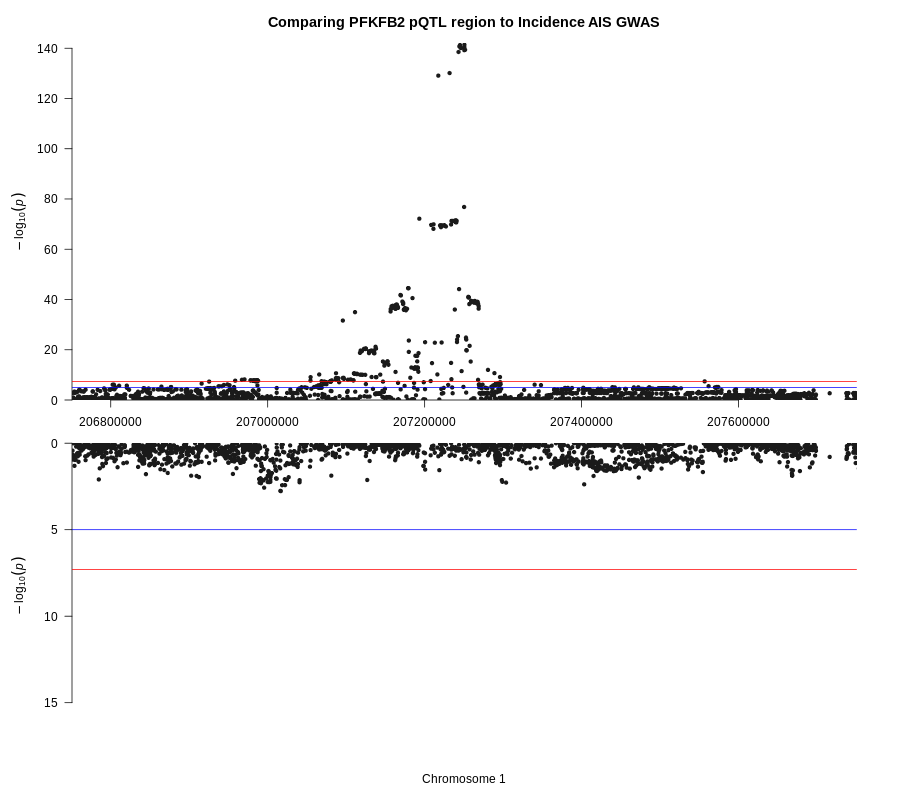 Comparing PFKFB2 pQTL region to Incidence AIS GWAS
140
120
100
80
60
40
20
0
− log10(p)
206800000 207000000 207200000 207400000 207600000
0
5
10
15
− log10(p)
Chromosome 1